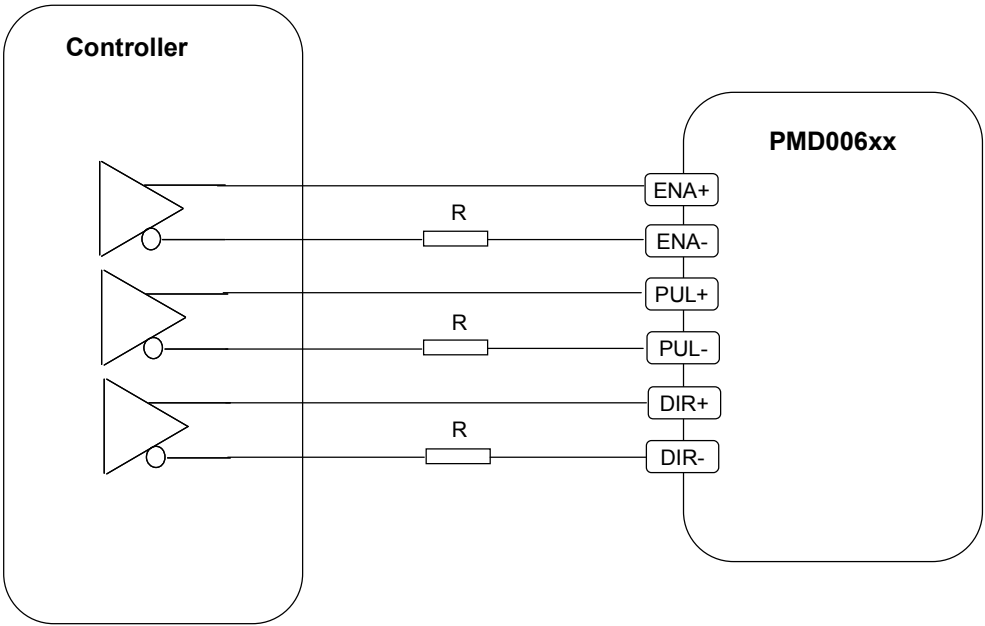 Controller
PMD006xx
ENA+
R
ENA-
PUL+
R
PUL-
DIR+
R
DIR-